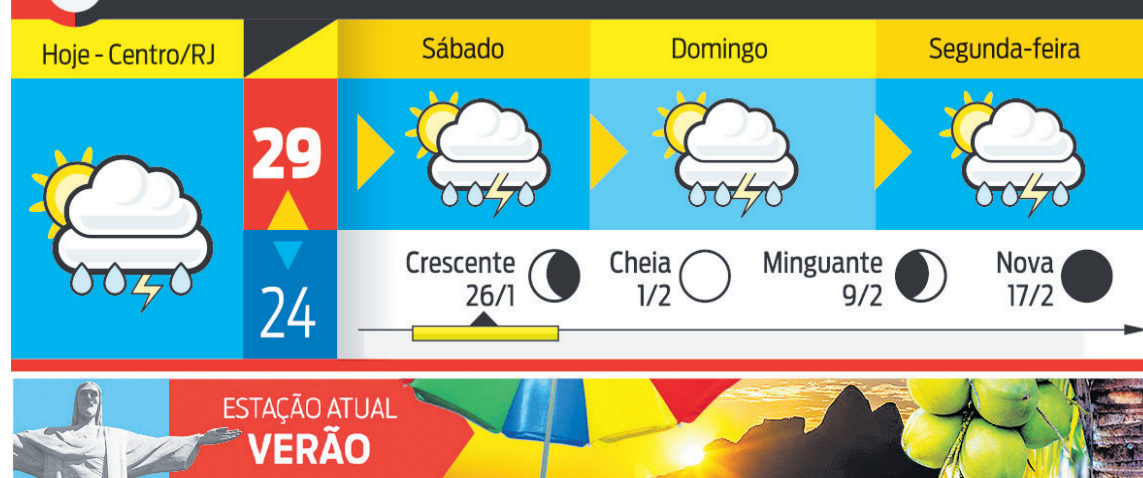 Hoje - Centro/RJ
Sábado
Domingo
Segunda-feira
29
24
Crescente
26/1
Cheia
1/2
Minguante
9/2
Nova
17/2
ESTAÇÃO ATUAL
VERÃO